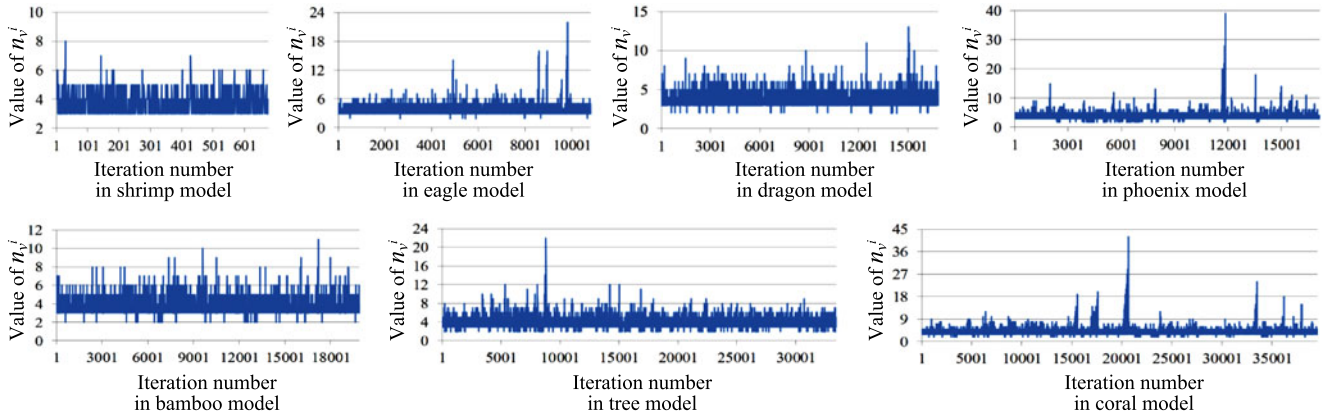 10
8
6
4
2
Value of n_v^i
1 101 201 301 401 501 601
Iteration number
in shrimp model
24
18
12
6
0
Value of n_v^i
1 2001 4001 6001 8001 10001
Iteration number
in eagle model
15
10
5
0
Value of n_v^i
1 3001 6001 9001 12001 15001
Iteration number
in dragon model
40
30
20
10
0
Value of n_v^i
1 3001 6001 9001 12001 15001
Iteration number
in phoenix model
12
10
8
6
4
2
0
Value of n_v^i
1 3001 6001 9001 12001 15001 18001
Iteration number
in bamboo model
24
20
16
12
8
4
0
Value of n_v^i
1 5001 10001 15001 20001 25001 30001
Iteration number
in tree model
45
36
27
18
9
0
Value of n_v^i
1 5001 10001 15001 20001 25001 30001 35001
Iteration number
in coral model